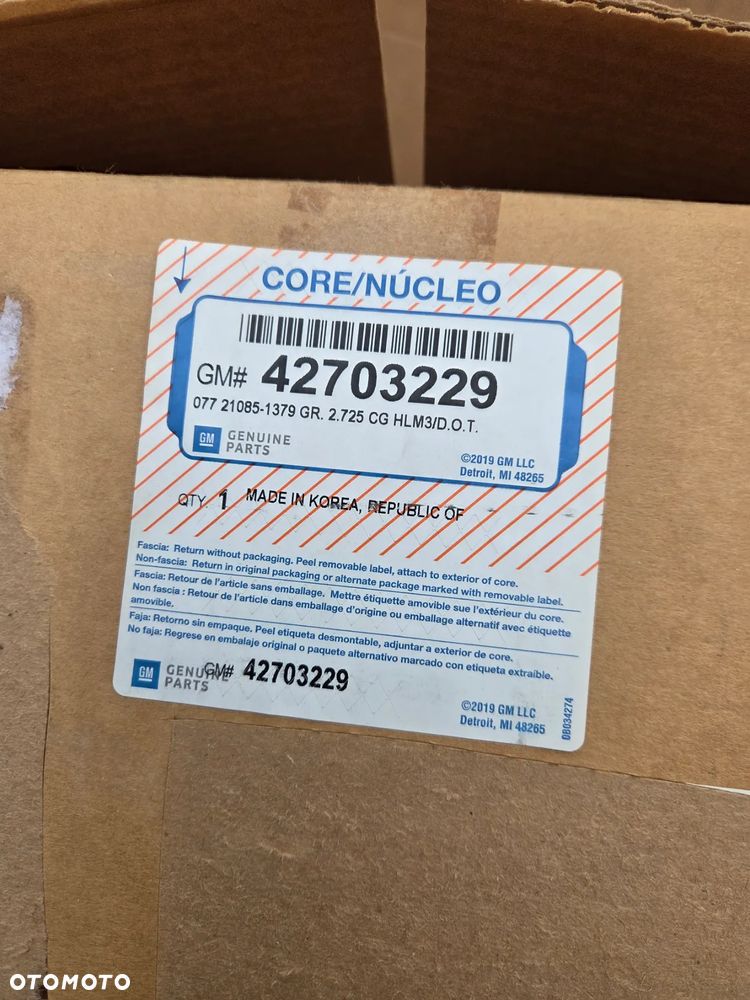 CORE/NÚCLEO
GM# 42703229
077 21085-1379 GR. 2.725 CG HLM3/D.O.T.
GM GENUINE
PARTS
©2019 GM LLC
Detroit, MI 48265
QTY. 1 MADE IN KOREA, REPUBLIC OF
Fascia: Return without packaging. Peel removable label, attach to exterior of core.
Non-fascia: Return in original packaging or alternate package marked with removable label.
Fascia: Retour de l'article sans emballage. Mettre étiquette amovible sue l'extérieur du core.
Non fascia : Retour de l'article dans emballage d'origine ou emballage alternatif avec étiquette
amovible.
Faja: Retorno sin empaque. Peel etiqueta desmontable, adjuntar a exterior de core.
No faja: Regrese en embalaje original o paquete alternativo marcado con etiqueta extraíble.
GM GENUINE
PARTS
GM# 42703229
©2019 GM LLC
Detroit, MI 48265
0B034274
OTOMOTO